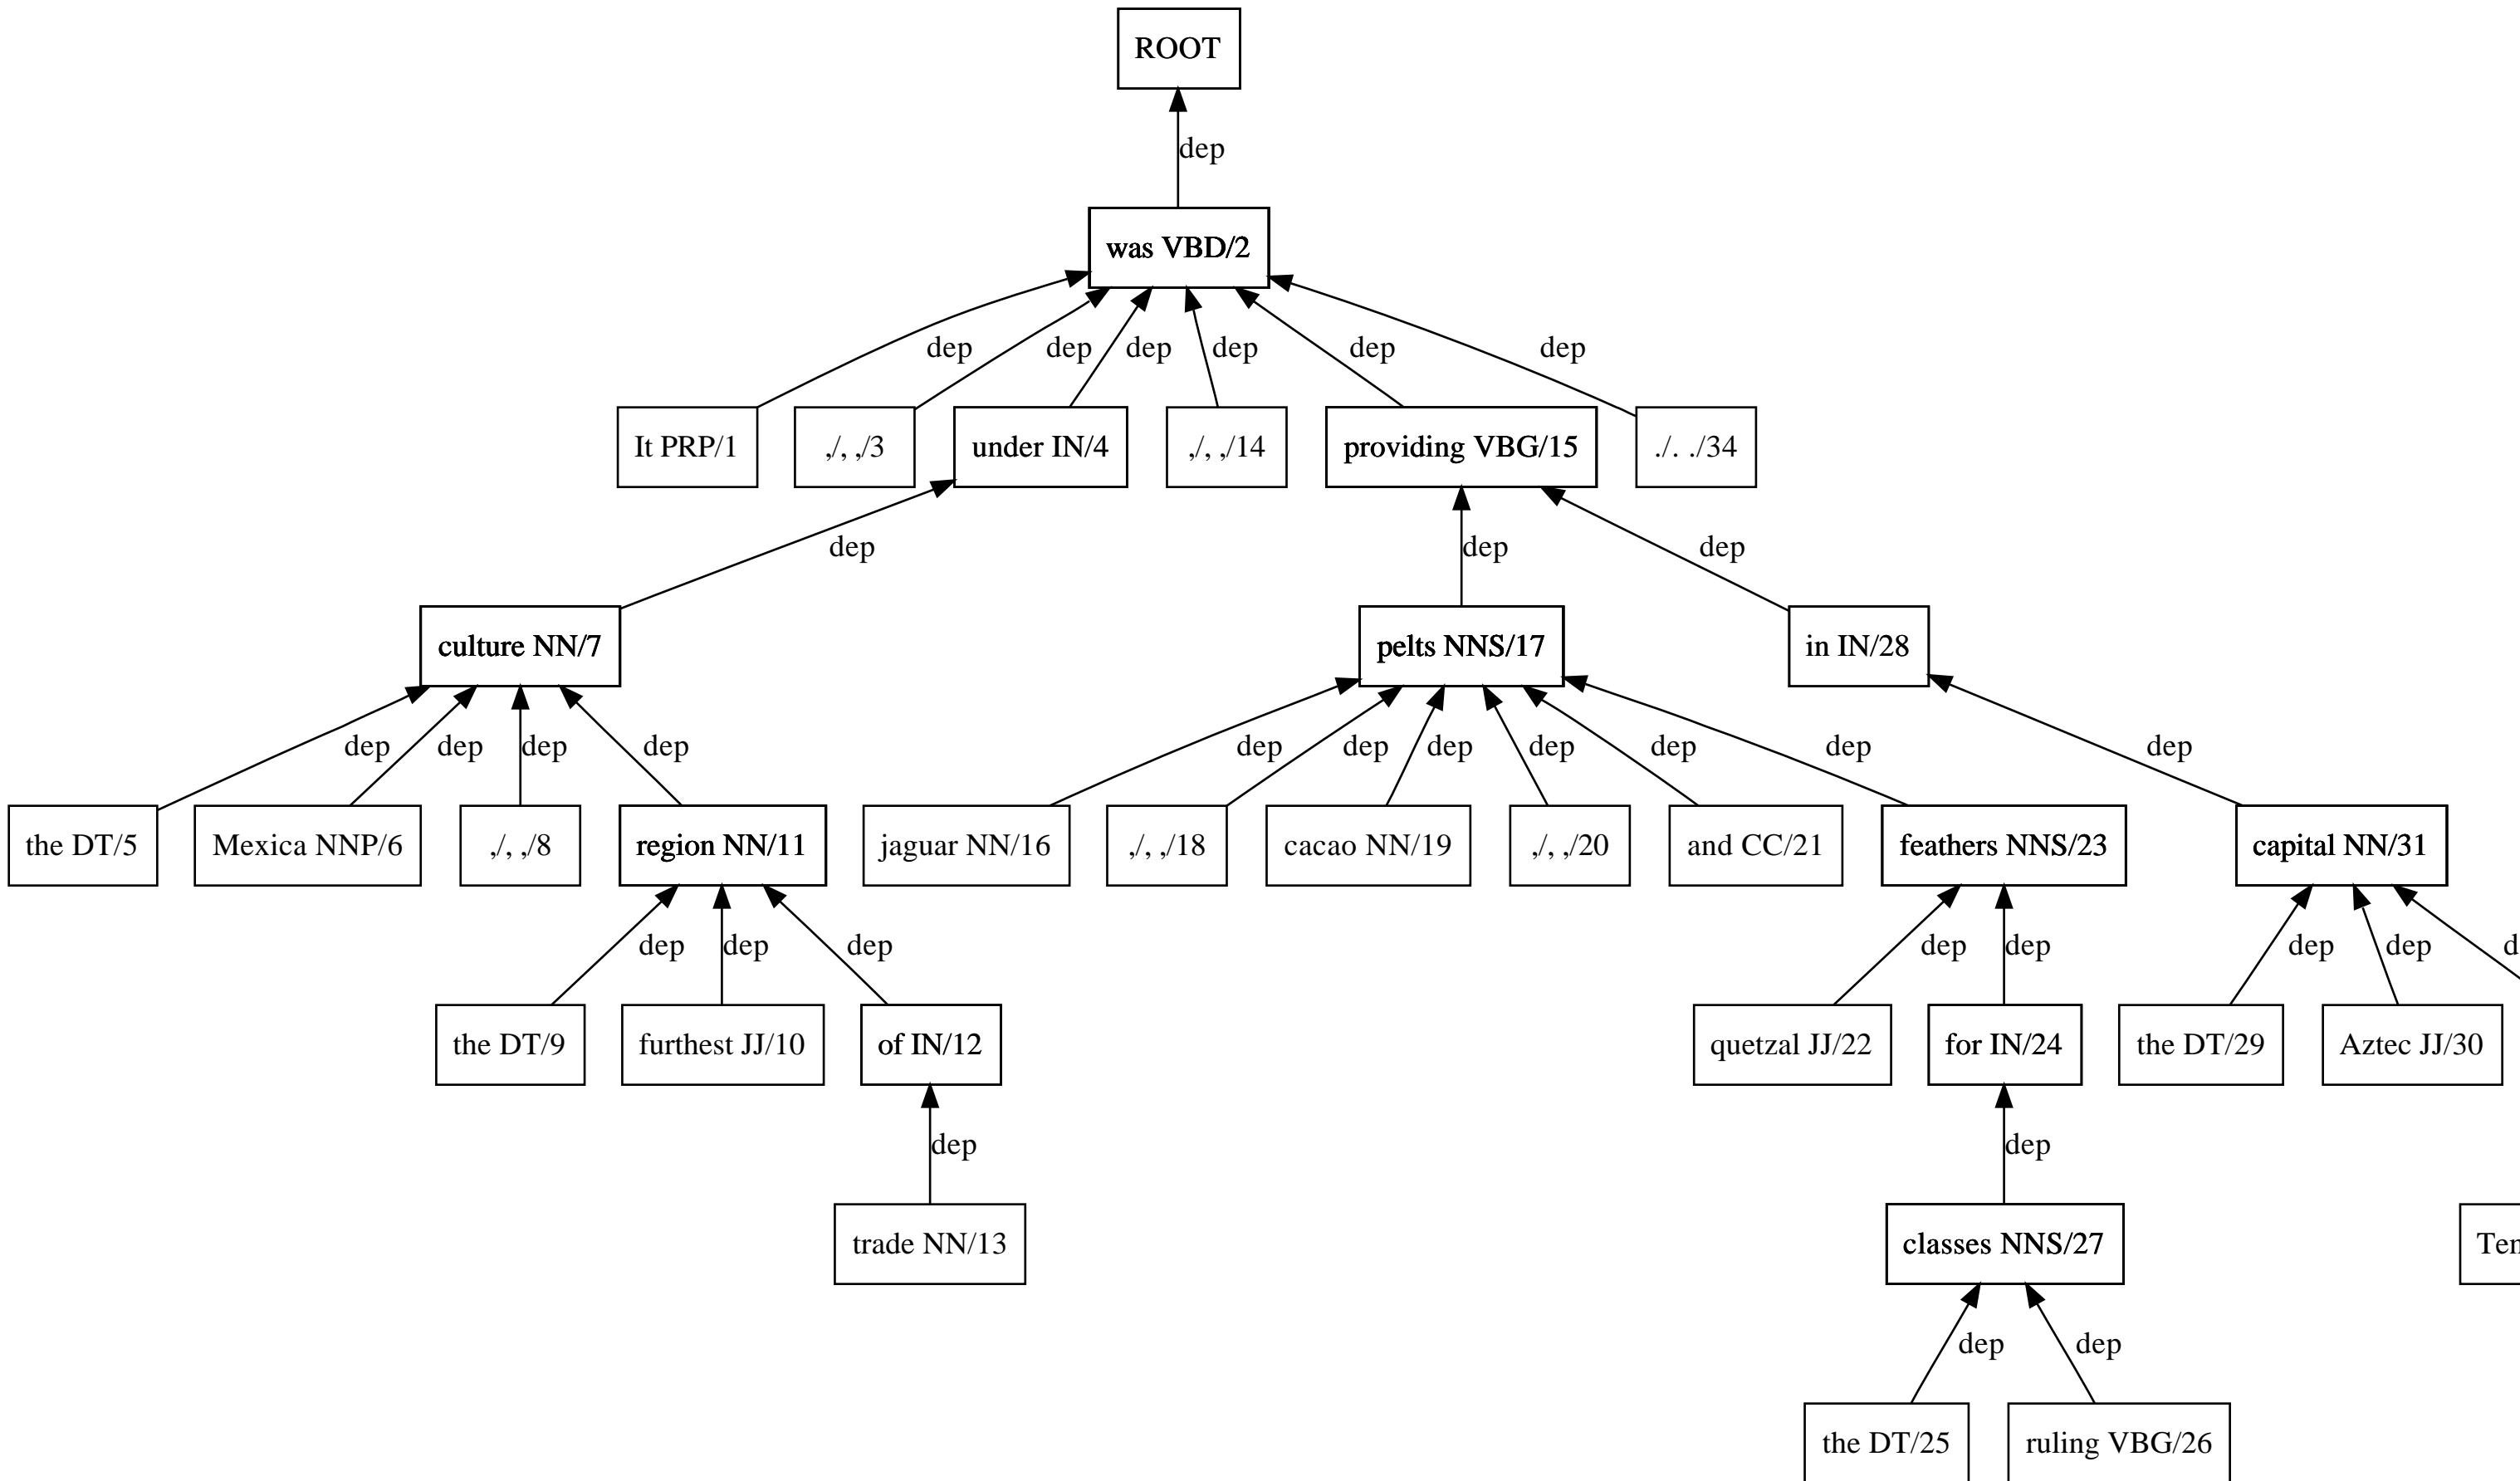 ROOT
dep
was VBD/2
dep dep dep dep dep dep
It PRP/1 ,/, ,/3 under IN/4 ,/, ,/14 providing VBG/15 ./. ./34
dep dep dep
culture NN/7 pelts NNS/17 in IN/28
dep dep dep dep dep dep dep dep dep dep dep
the DT/5 Mexica NNP/6 ,/, ,/8 region NN/11 jaguar NN/16 ,/, ,/18 cacao NN/19 ,/, ,/20 and CC/21 feathers NNS/23 capital NN/31
dep dep dep dep dep dep dep
the DT/9 furthest JJ/10 of IN/12 quetzal JJ/22 for IN/24 the DT/29 Aztec JJ/30
dep dep
trade NN/13 classes NNS/27
dep dep
the DT/25 ruling VBG/26